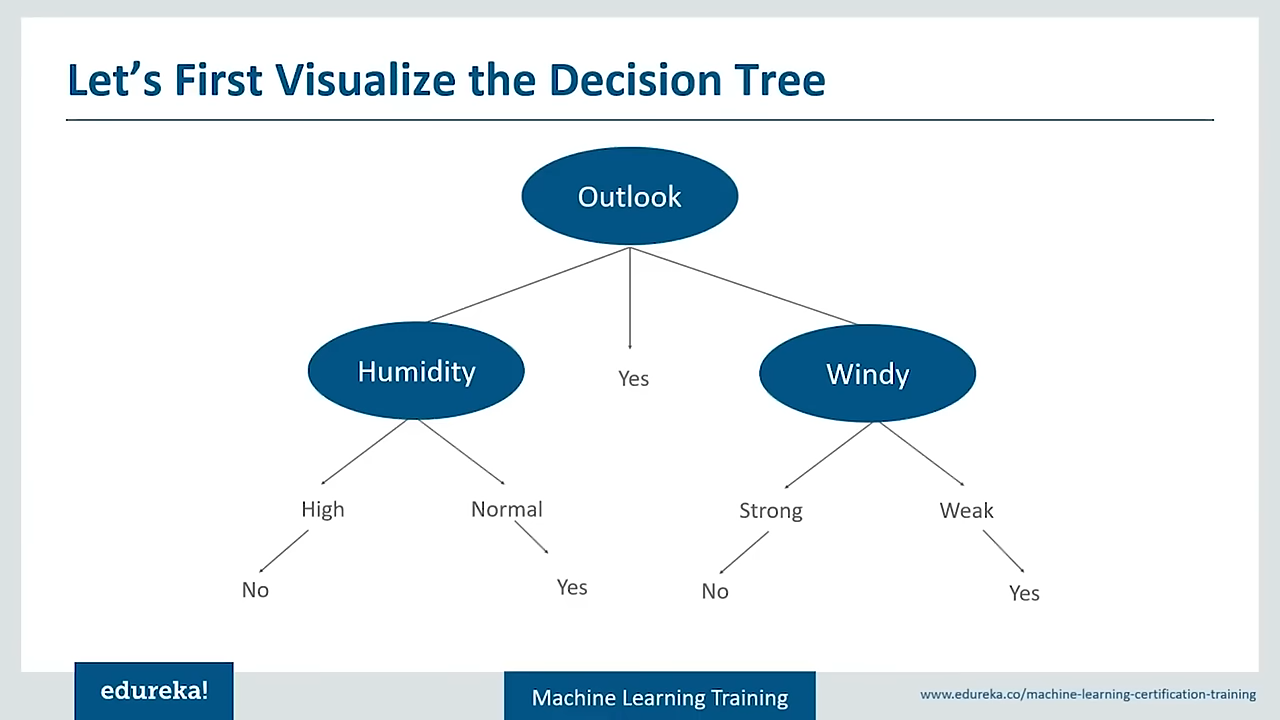 Let's First Visualize the Decision Tree
Outlook
Humidity
Yes
Windy
High
Normal
Strong
Weak
No
Yes
No
Yes
edureka!
Machine Learning Training
www.edureka.co/machine-learning-certification-training